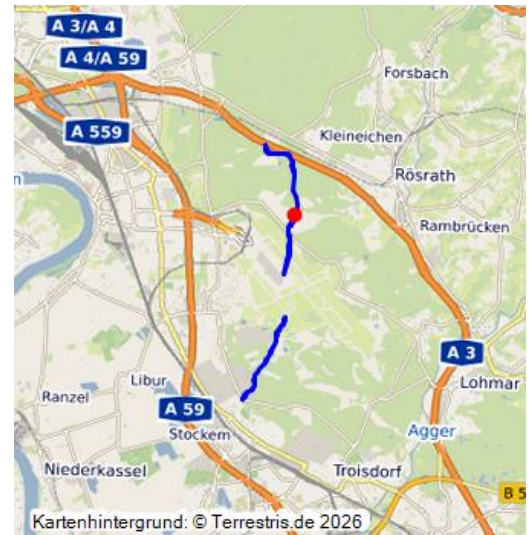 A 3/A 4
A 4/A 59
Forsbach
A 559
Kleineichen
Rösrath
Rambrücken
A 3
Libur
Lohmar
Ranzel
A 59
Stockem
Agger
Niederkassel
Troisdorf
B 5
Kartenhintergrund: © Terrestris.de 2026